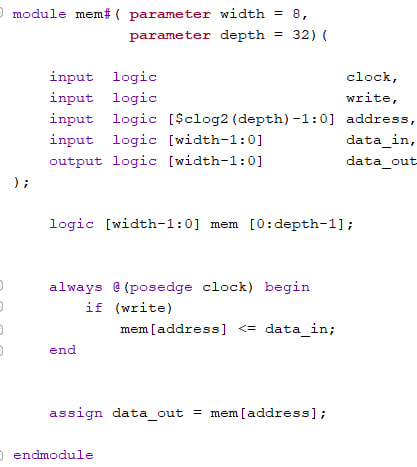 module mem#( parameter width = 8,
parameter depth = 32)(
input logic clock,
input logic write,
input logic [$clog2(depth)-1:0] address,
input logic [width-1:0] data_in,
output logic [width-1:0] data_out
);
logic [width-1:0] mem [0:depth-1];
always @(posedge clock) begin
if (write)
mem[address] <= data_in;
end
assign data_out = mem[address];
endmodule